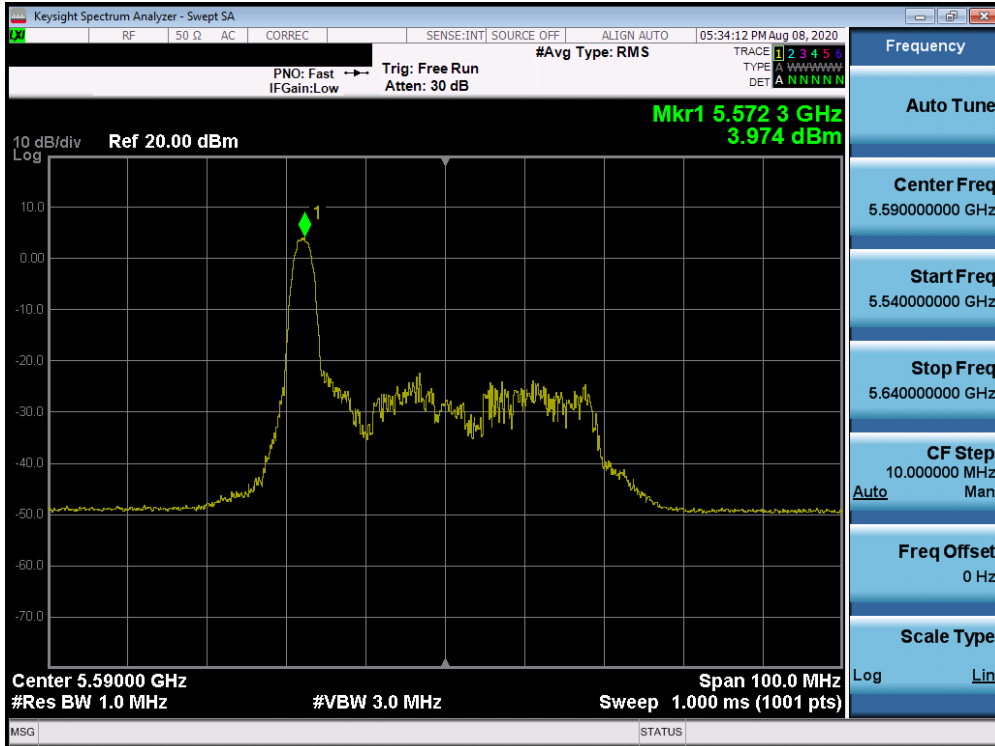 Keysight Spectrum Analyzer - Swept SA
LXI RF 50 Ω AC CORREC SENSE:INT SOURCE OFF ALIGN AUTO 05:34:12 PM Aug 08, 2020
#Avg Type: RMS
TRACE 1 2 3 4 5 6
TYPE A WWWWW
DET A N N N N N
PNO: Fast Trig: Free Run
IFGain:Low Atten: 30 dB
Mkr1 5.572 3 GHz
3.974 dBm
10 dB/div Ref 20.00 dBm
Log
1
10.0
0.00
-10.0
-20.0
-30.0
-40.0
-50.0
-60.0
-70.0
Center 5.59000 GHz Span 100.0 MHz
#Res BW 1.0 MHz #VBW 3.0 MHz Sweep 1.000 ms (1001 pts)
MSG STATUS
Frequency
Auto Tune
Center Freq
5.590000000 GHz
Start Freq
5.540000000 GHz
Stop Freq
5.640000000 GHz
CF Step
10.000000 MHz
Auto Man
Freq Offset
0 Hz
Scale Type
Log Lin